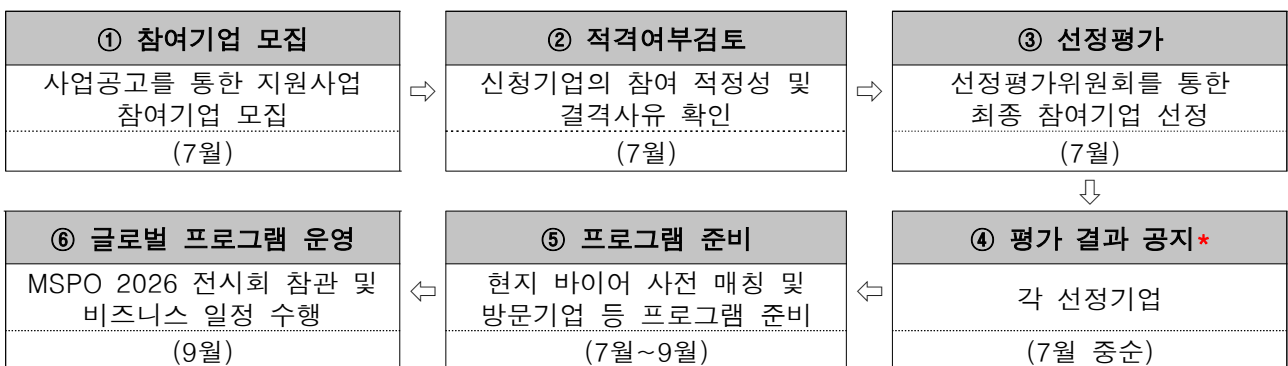 ① 참여기업 모집
사업공고를 통한 지원사업
참여기업 모집
(7월)
② 적격여부검토
신청기업의 참여 적정성 및
결격사유 확인
(7월)
③ 선정평가
선정평가위원회를 통한
최종 참여기업 선정
(7월)
④ 평가 결과 공지*
각 선정기업
(7월 중순)
⑤ 프로그램 준비
현지 바이어 사전 매칭 및
방문기업 등 프로그램 준비
(7월~9월)
⑥ 글로벌 프로그램 운영
MSPO 2026 전시회 참관 및
비즈니스 일정 수행
(9월)